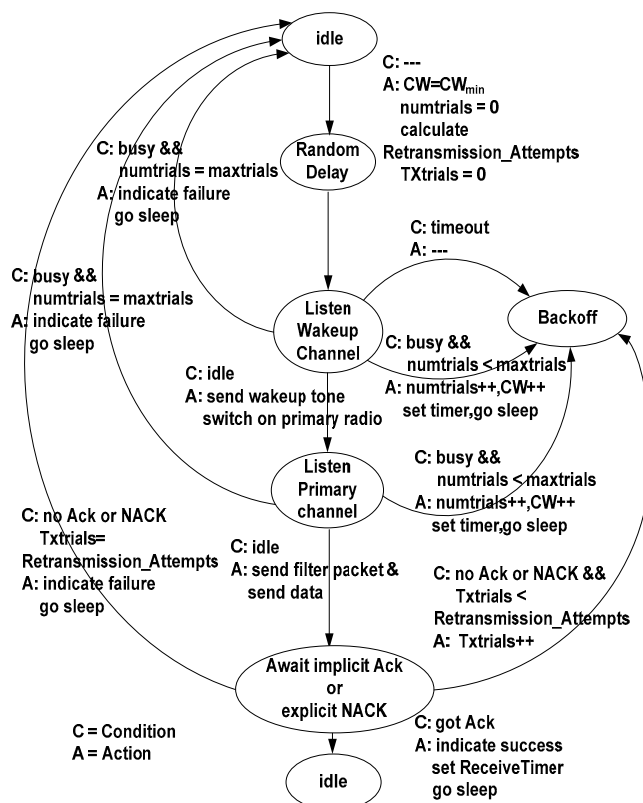 idle
C: ---
A: CW=CWmin
numtrials = 0
calculate
Retransmission_Attempts
TXtrials = 0
Random
Delay
C: busy &&
numtrials = maxtrials
A: indicate failure
go sleep
C: timeout
A: ---
C: busy &&
numtrials = maxtrials
A: indicate failure
go sleep
Listen
Wakeup
Channel
Backoff
C: busy &&
numtrials < maxtrials
A: numtrials++,CW++
set timer,go sleep
C: idle
A: send wakeup tone
switch on primary radio
Listen
Primary
channel
C: busy &&
numtrials < maxtrials
A: numtrials++,CW++
set timer,go sleep
C: no Ack or NACK
Txtrials=
Retransmission_Attempts
A: indicate failure
go sleep
C: idle
A: send filter packet &
send data
C: no Ack or NACK &&
Txtrials <
Retransmission_Attempts
A: Txtrials++
Await implicit Ack
or
explicit NACK
C = Condition
A = Action
C: got Ack
A: indicate success
set ReceiveTimer
go sleep
idle